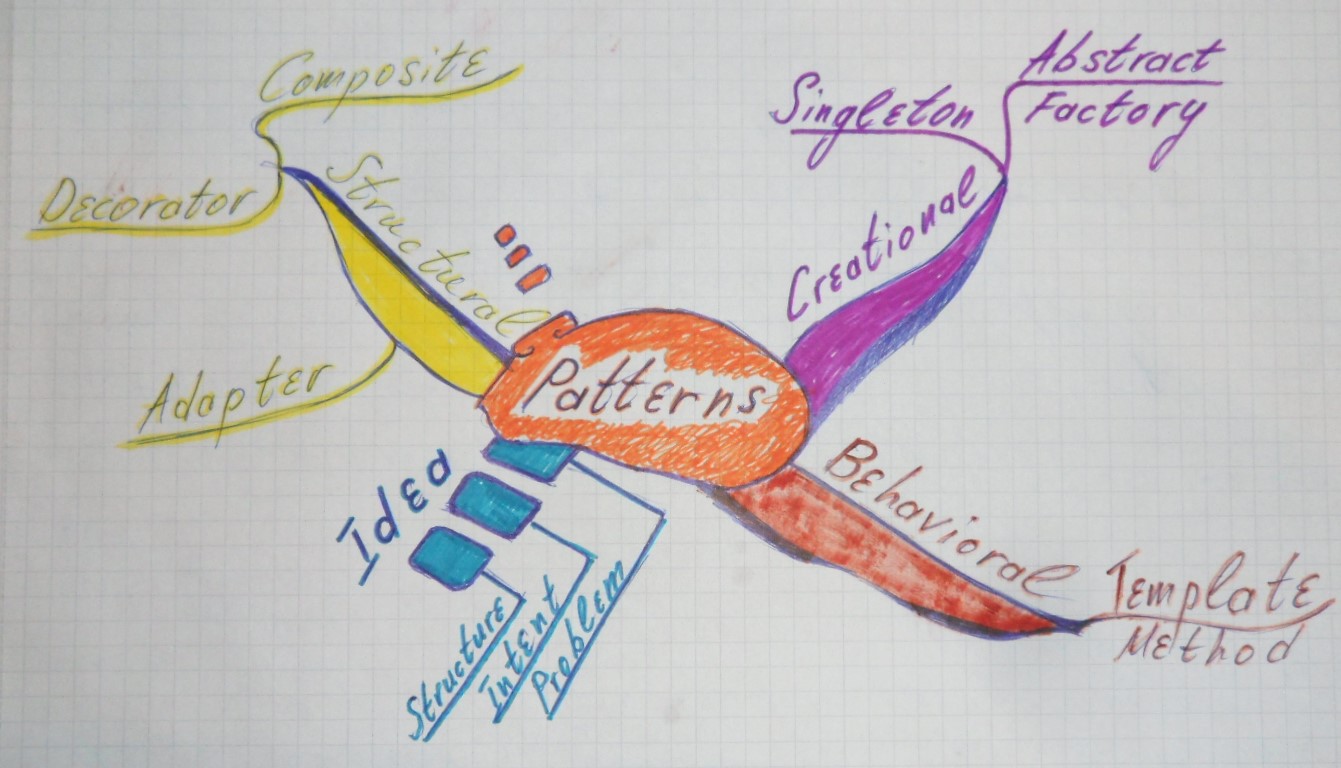 Composite
Decorator
Structural
Adapter
Singleton
Abstract
Factory
Creational
Patterns
Behavioral
Template
Method
Idea
Structure
Intent
Problem